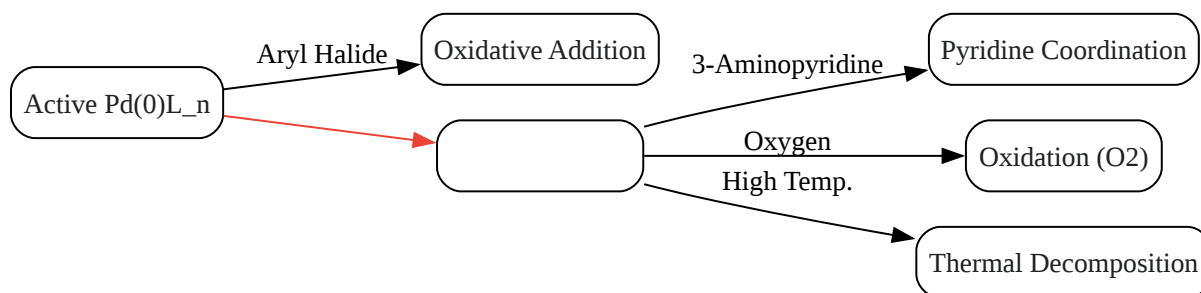 Aryl Halide
Oxidative Addition
3-Aminopyridine
Pyridine Coordination
Active Pd(0)L_n
Oxygen
Oxidation (O2)
High Temp.
Thermal Decomposition